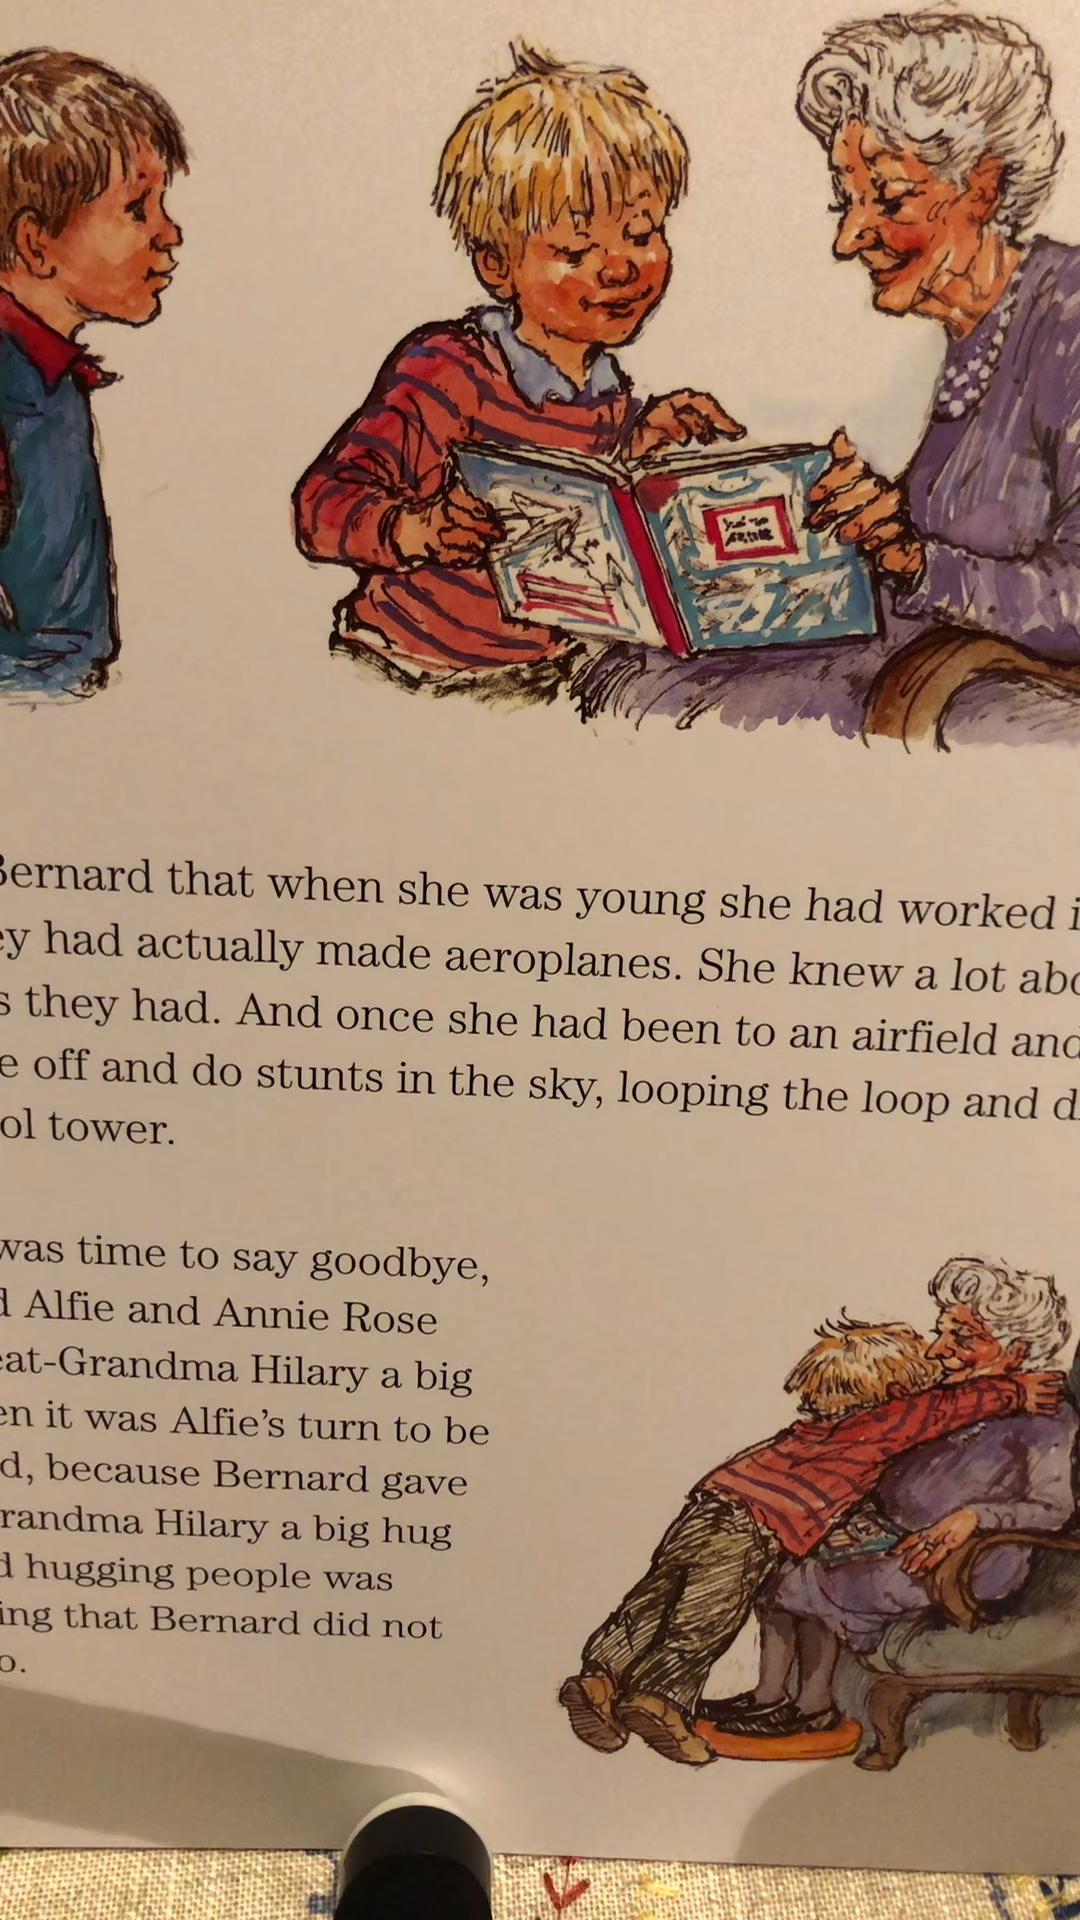 Bernard that when she was young she had worked i
ey had actually made aeroplanes. She knew a lot abo
s they had. And once she had been to an airfield and
e off and do stunts in the sky, looping the loop and d
ol tower.
was time to say goodbye,
d Alfie and Annie Rose
eat-Grandma Hilary a big
en it was Alfie's turn to be
d, because Bernard gave
randma Hilary a big hug
d hugging people was
ing that Bernard did not
o.